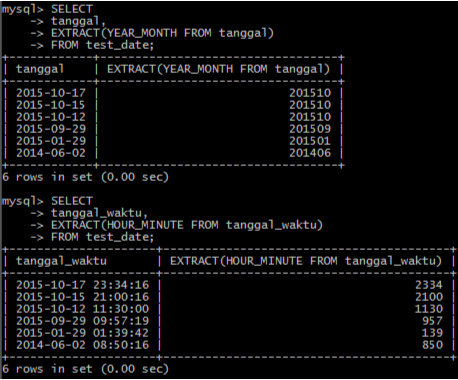 mysql> SELECT
    -> tanggal,
    -> EXTRACT(YEAR_MONTH FROM tanggal)
    -> FROM test_date;
+------------+----------------------------------+
| tanggal    | EXTRACT(YEAR_MONTH FROM tanggal) |
+------------+----------------------------------+
| 2015-10-17 |                           201510 |
| 2015-10-15 |                           201510 |
| 2015-10-12 |                           201510 |
| 2015-09-29 |                           201509 |
| 2015-01-29 |                           201501 |
| 2014-06-02 |                           201406 |
+------------+----------------------------------+
6 rows in set (0.00 sec)

mysql> SELECT
    -> tanggal_waktu,
    -> EXTRACT(HOUR_MINUTE FROM tanggal_waktu)
    -> FROM test_date;
+---------------------+-----------------------------------------+
| tanggal_waktu       | EXTRACT(HOUR_MINUTE FROM tanggal_waktu) |
+---------------------+-----------------------------------------+
| 2015-10-17 23:34:16 |                                    2334 |
| 2015-10-15 21:00:16 |                                    2100 |
| 2015-10-12 11:30:00 |                                    1130 |
| 2015-09-29 09:57:19 |                                     957 |
| 2015-01-29 01:39:42 |                                     139 |
| 2014-06-02 08:50:16 |                                     850 |
+---------------------+-----------------------------------------+
6 rows in set (0.00 sec)